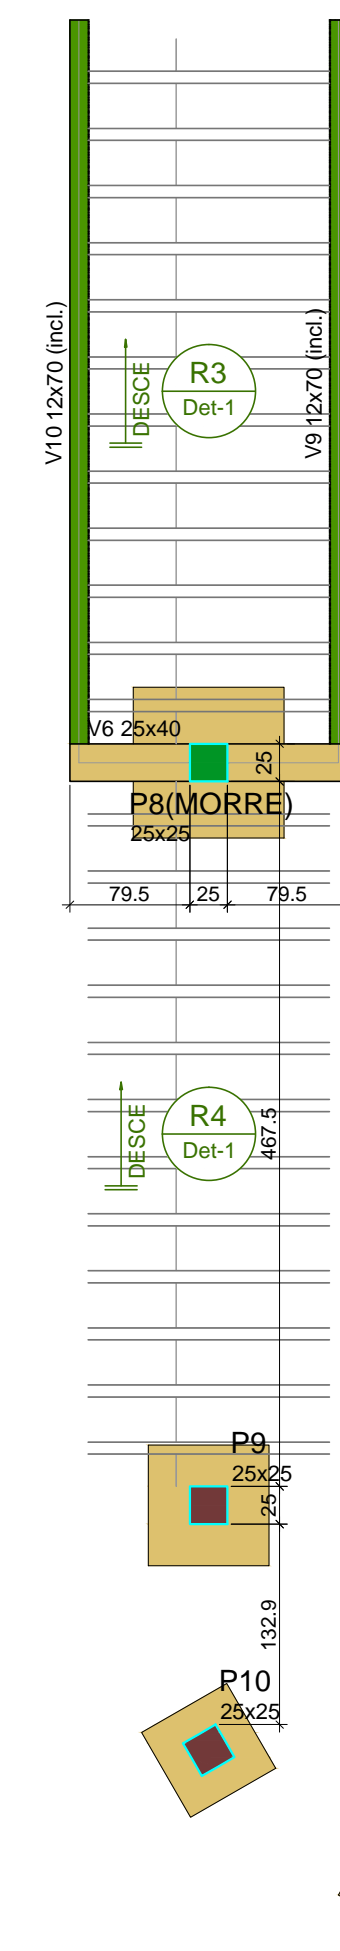 V10 12x70 (incl.)
V9 12x70 (incl.)
DESCE
R3
Det-1
V6 25x40
25
P8(MORRE)
25x25
79.5
25
79.5
DESCE
R4
Det-1
467.5
P9
25x25
25
132.9
P10
25x25